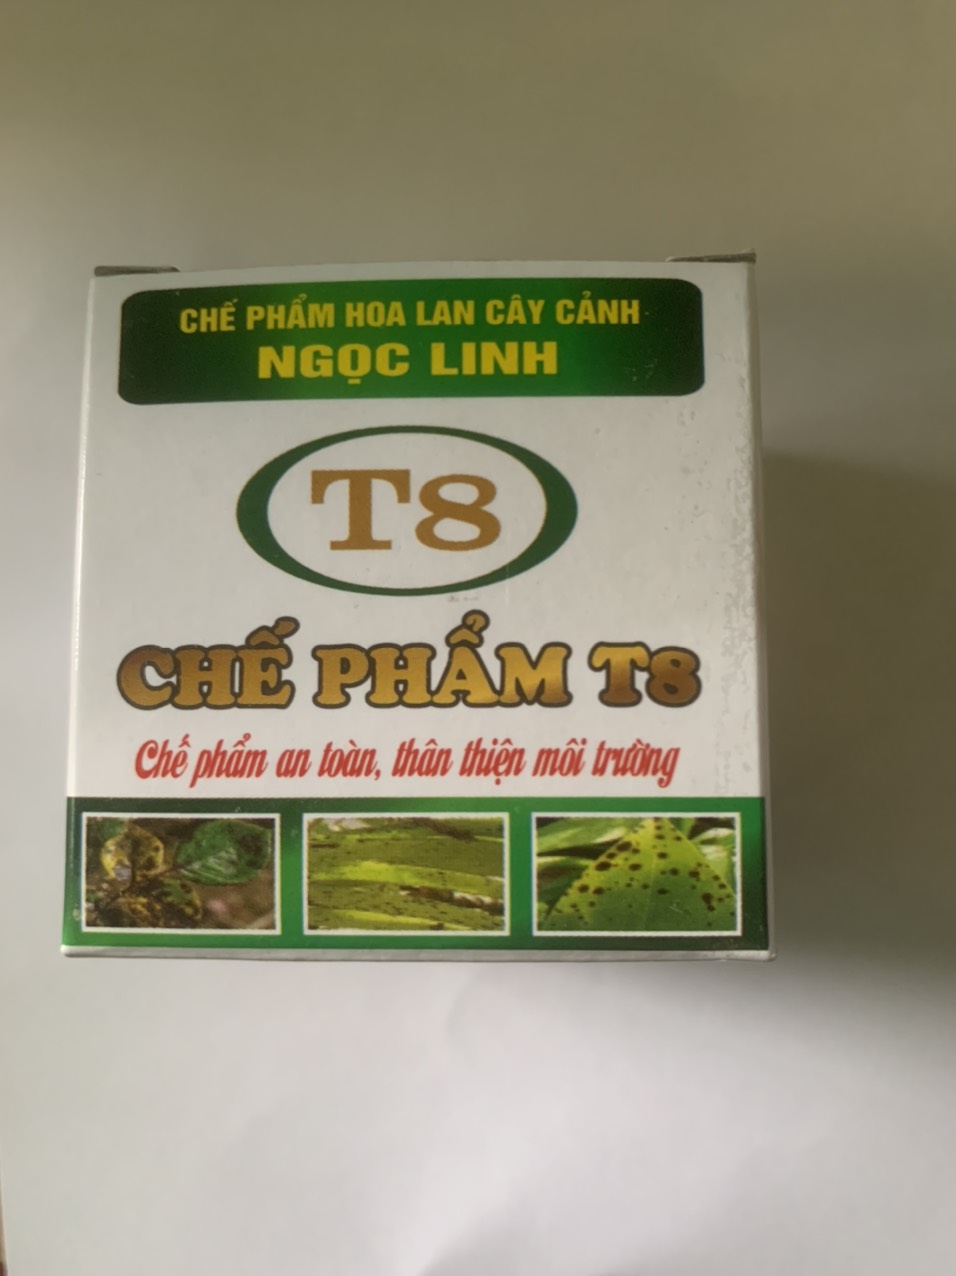 CHẾ PHẨM HOA LAN CÂY CẢNH
NGỌC LINH
T8
CHẾ PHẨM T8
Chế phẩm an toàn, thân thiện môi trường